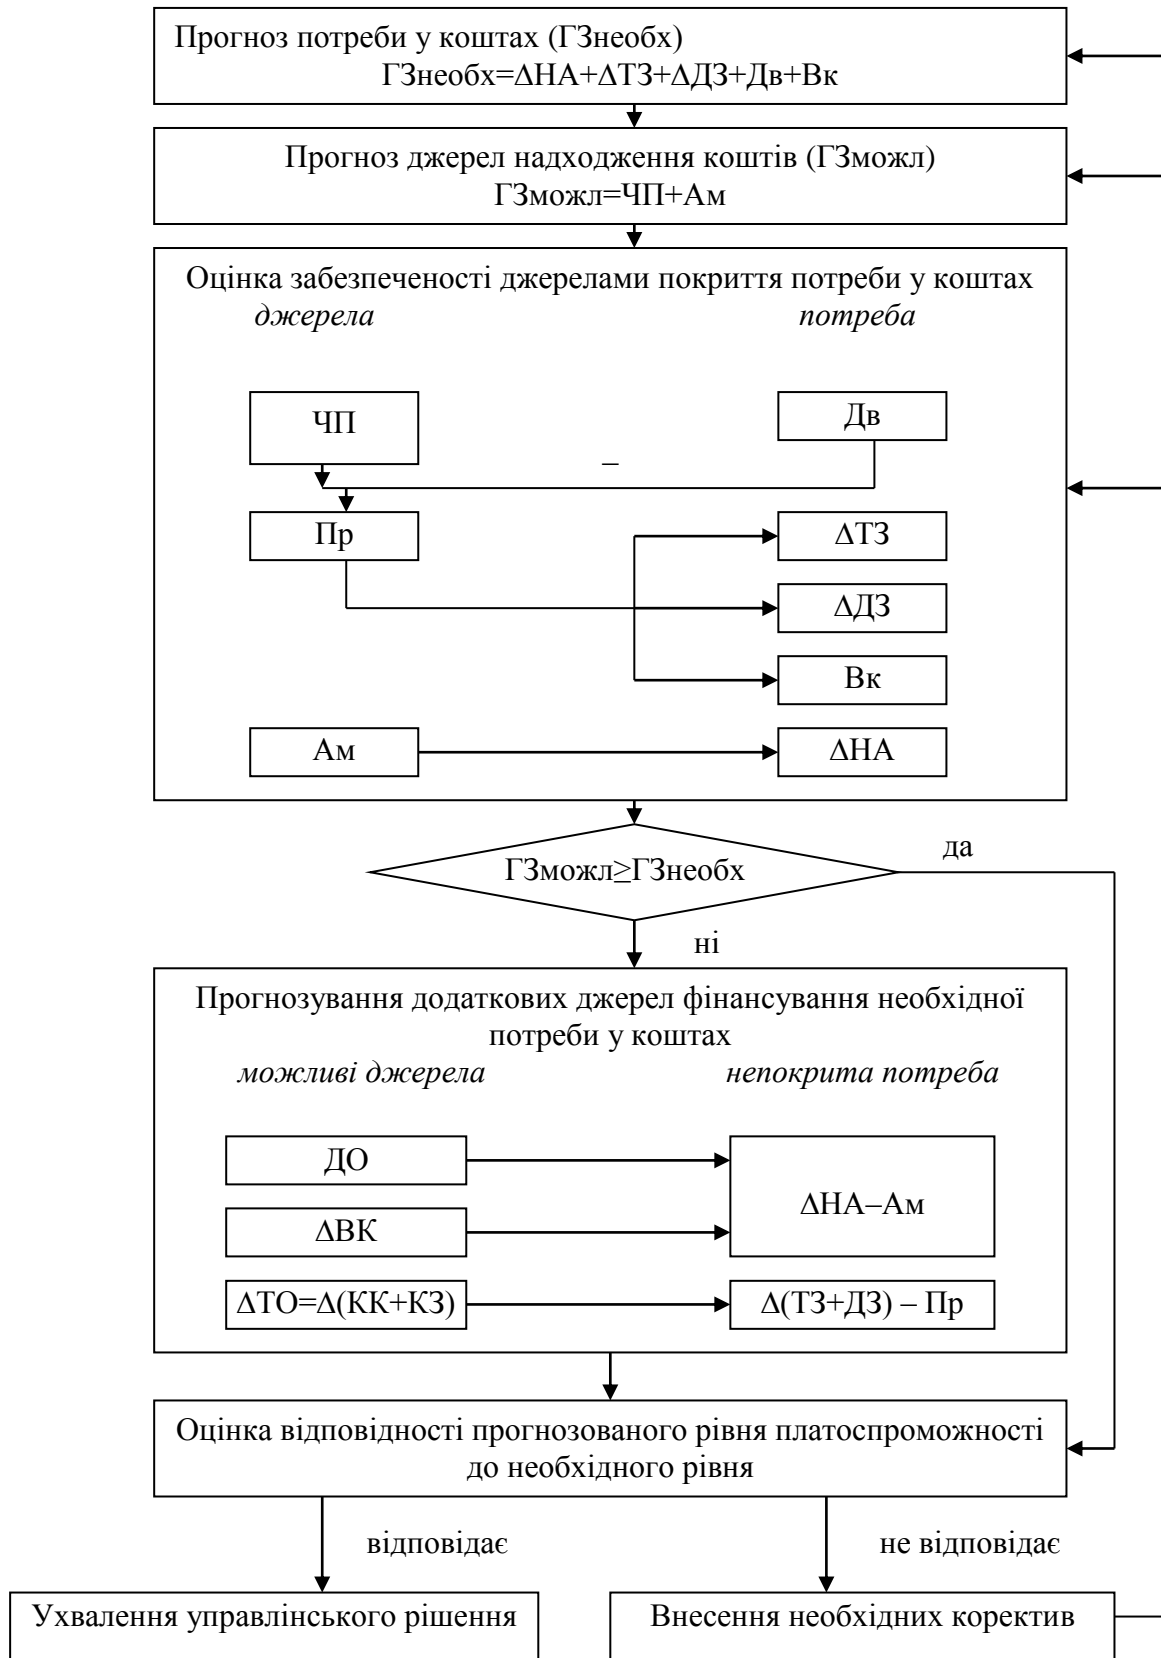 Прогноз потреби у коштах (ГЗнеобх)
ГЗнеобх=ΔНА+ΔТЗ+ΔДЗ+Дв+Вк
Прогноз джерел надходження коштів (ГЗможл)
ГЗможл=ЧП+Ам
Оцінка забезпеченості джерелами покриття потреби у коштах
джерела потреба
ЧП Дв
–
Пр ΔТЗ
ΔДЗ
Вк
Ам ΔНА
ГЗможл≥ГЗнеобх
да
ні
Прогнозування додаткових джерел фінансування необхідної
потреби у коштах
можливі джерела непокрита потреба
ДО
ΔНА–Ам
ΔВК
ΔТО=Δ(КК+КЗ) Δ(ТЗ+ДЗ) – Пр
Оцінка відповідності прогнозованого рівня платоспроможності
до необхідного рівня
відповідає не відповідає
Ухвалення управлінського рішення Внесення необхідних коректив